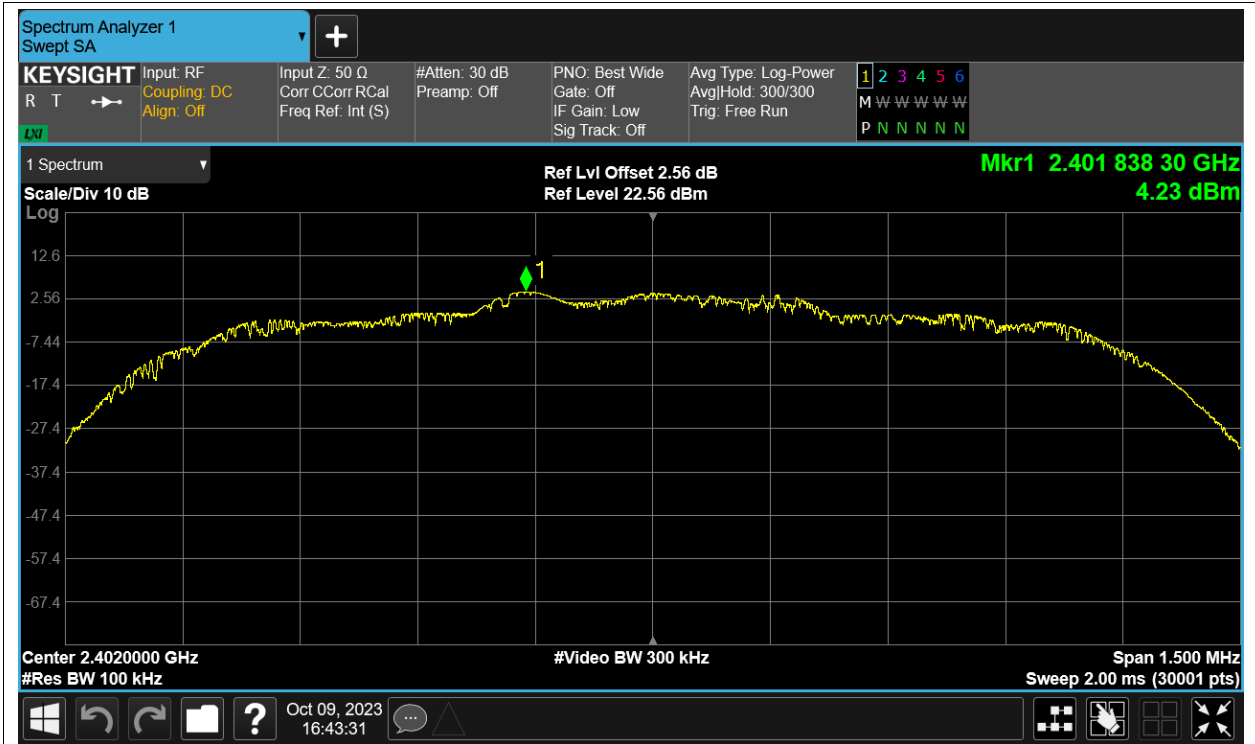 Spectrum Analyzer 1
Swept SA
KEYSIGHT
R T
LXI
Input: RF
Coupling: DC
Align: Off
Input Z: 50 Ω
Corr CCorr RCal
Freq Ref: Int (S)
#Atten: 30 dB
Preamp: Off
PNO: Best Wide
Gate: Off
IF Gain: Low
Sig Track: Off
Avg Type: Log-Power
Avg|Hold: 300/300
Trig: Free Run
1 2 3 4 5 6
M W W W W W
P N N N N N
1 Spectrum
Scale/Div 10 dB
Ref Lvl Offset 2.56 dB
Ref Level 22.56 dBm
Mkr1 2.401 838 30 GHz
4.23 dBm
Log
12.6
2.56
-7.44
-17.4
-27.4
-37.4
-47.4
-57.4
-67.4
1
Center 2.4020000 GHz
#Res BW 100 kHz
#Video BW 300 kHz
Span 1.500 MHz
Sweep 2.00 ms (30001 pts)
?
Oct 09, 2023
16:43:31